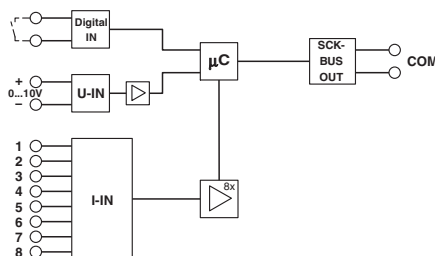 Digital
IN
+
0...10V
–
U-IN
µC
SCK-
BUS
OUT
COM
1
2
3
4
5
6
7
8
I-IN
8x